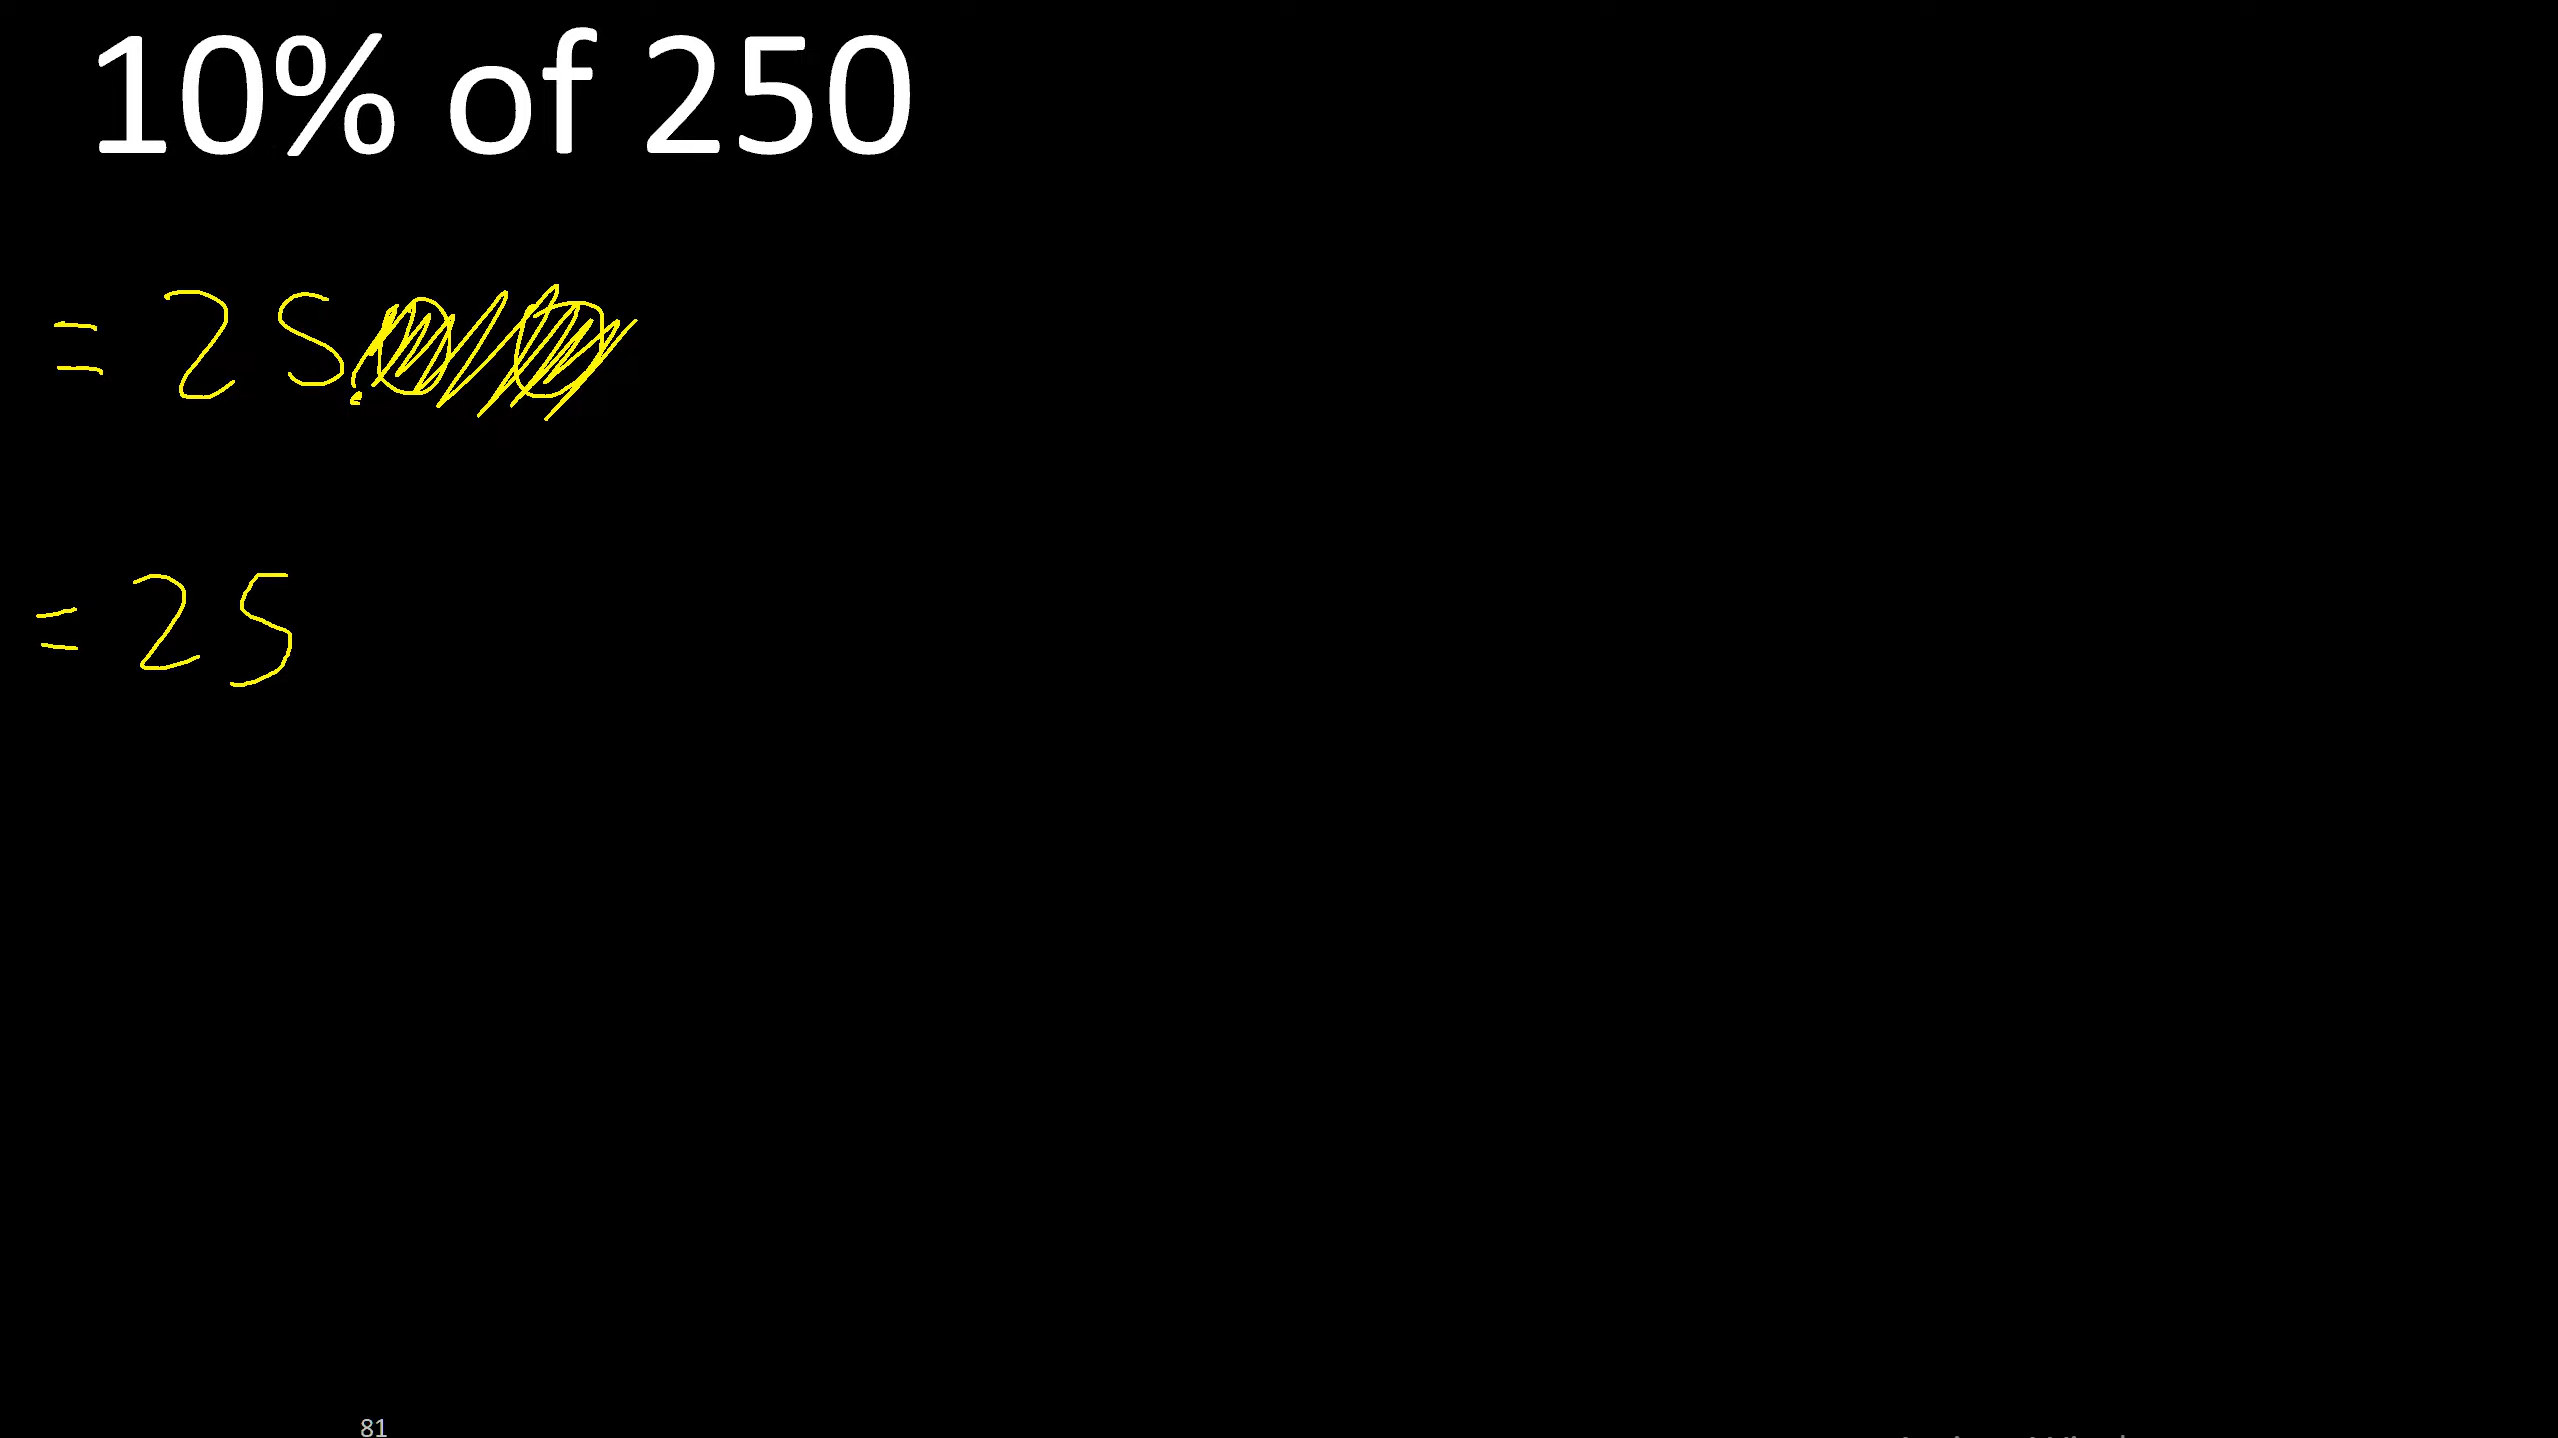 10% of 250
= 25.
= 25
81